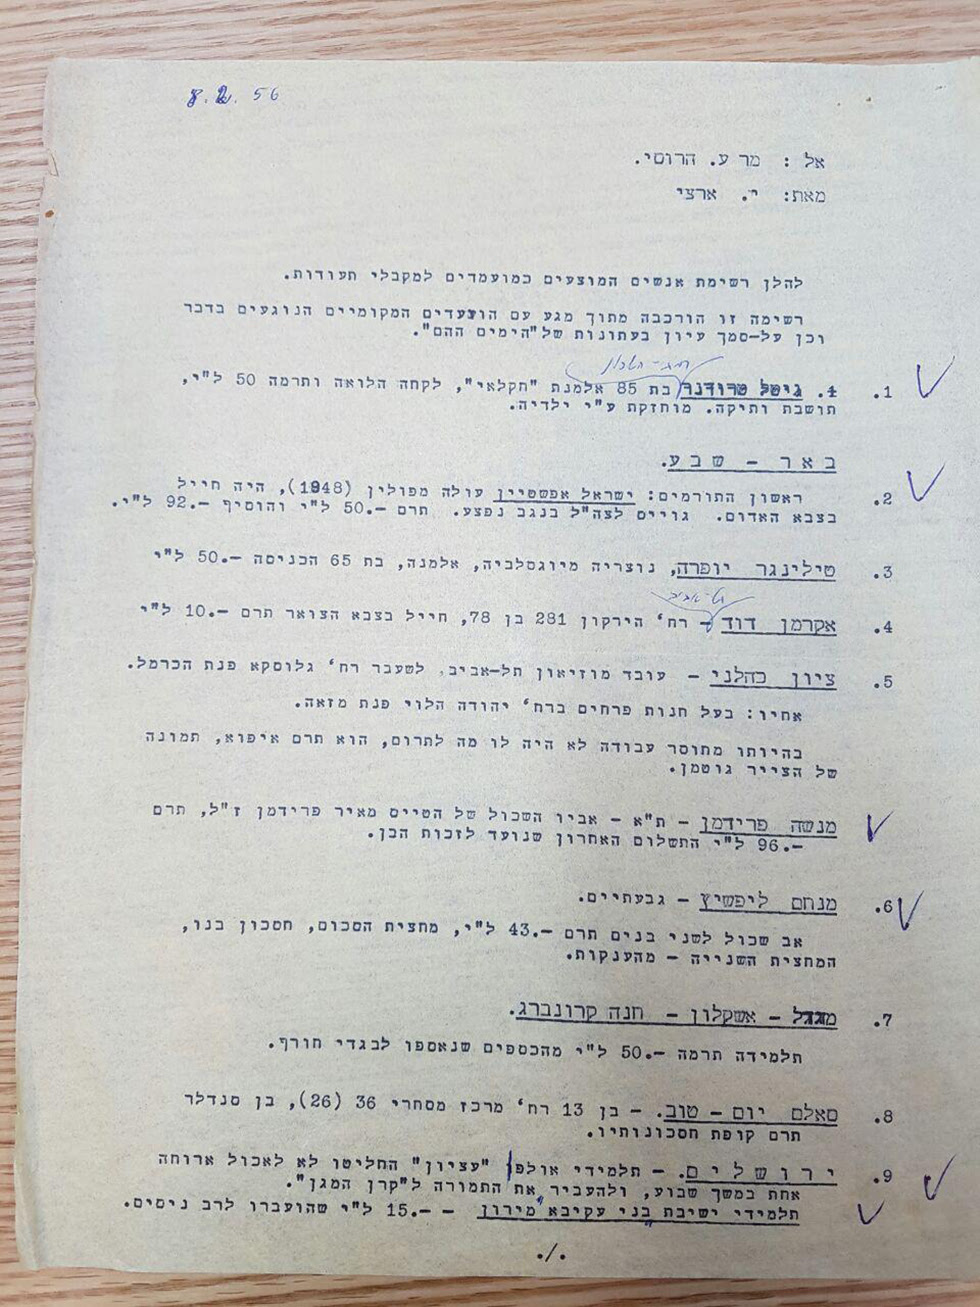 8.2.56
אל : מר ע. הרוסי.
מאת: י. ארצי
להלן רשימת אנשים המוצעים כמועמדים למקבלי תעודות.
רשימה זו הורכבה מתוך מגע עם הועדים המקומיים הנוגעים בדבר
וכן על-סמך עיון בעתונות של "הימים ההם".
1. גיטל טרודנר בת 85 אלמנת "חקלאי", לקחה הלואה ותרמה 50 ל"י,
תושבת ותיקה. מוחזקת ע"י ילדיה.
באר - שבע.
2. ראשון התורמים: ישראל אפשטיין עולה מפולין (1948), היה חייל
בצבא האדום. גוייס לצה"ל בנגב נפצע. תרם -.50 ל"י והוסיף -.92 ל"י.
3. טילינגר יופרה, נוצריה מיוגסלביה, אלמנה, בת 65 הכניסה -.50 ל"י
תל-אביב
4. אקרמן דוד - רח' הירקון 281 בן 78, חייל בצבא הצואר תרם -.10 ל"י
5. ציון כהלני - עובד מוזיאון תל-אביב, לשעבר רח' גלוסקא פנת הכרמל.
אחיו: בעל חנות פרחים ברח' יהודה הלוי פנת מזאה.
בהיותו מחוסר עבודה לא היה לו מה לתרום, הוא תרם איפוא, תמונה
של הצייר גוטמן.
מנשה פרידמן - ת"א - אביו השכול של הטייס מאיר פרידמן ז"ל, תרם
-.96 ל"י התשלום האחרון שנועד לזכות הבן.
6. מנחם ליפשיץ - גבעתיים.
אב שכול לשני בנים תרם -.43 ל"י, מחצית הסכום, חסכון בנו,
המחצית השנייה - מהענקות.
7. מגדל - אשקלון - חנה קרונברג.
תלמידה תרמה -.50 ל"י מהכספים שנאספו לבגדי חורף.
8. סאלם יום - טוב. - בן 13 רח' מרכז מסחרי 36 (26), בן סנדלר
תרם קופת חסכונותיו.
9. ירושלים. - תלמידי אולפן "עציון" החליטו לא לאכול ארוחה
אחת במשך שבוע, ולהעביר את התמורה ל"קרן המגן".
תלמידי ישיבת "בני עקיבא" מירון - -.15 ל"י שהועברו לרב ניסים.
./.